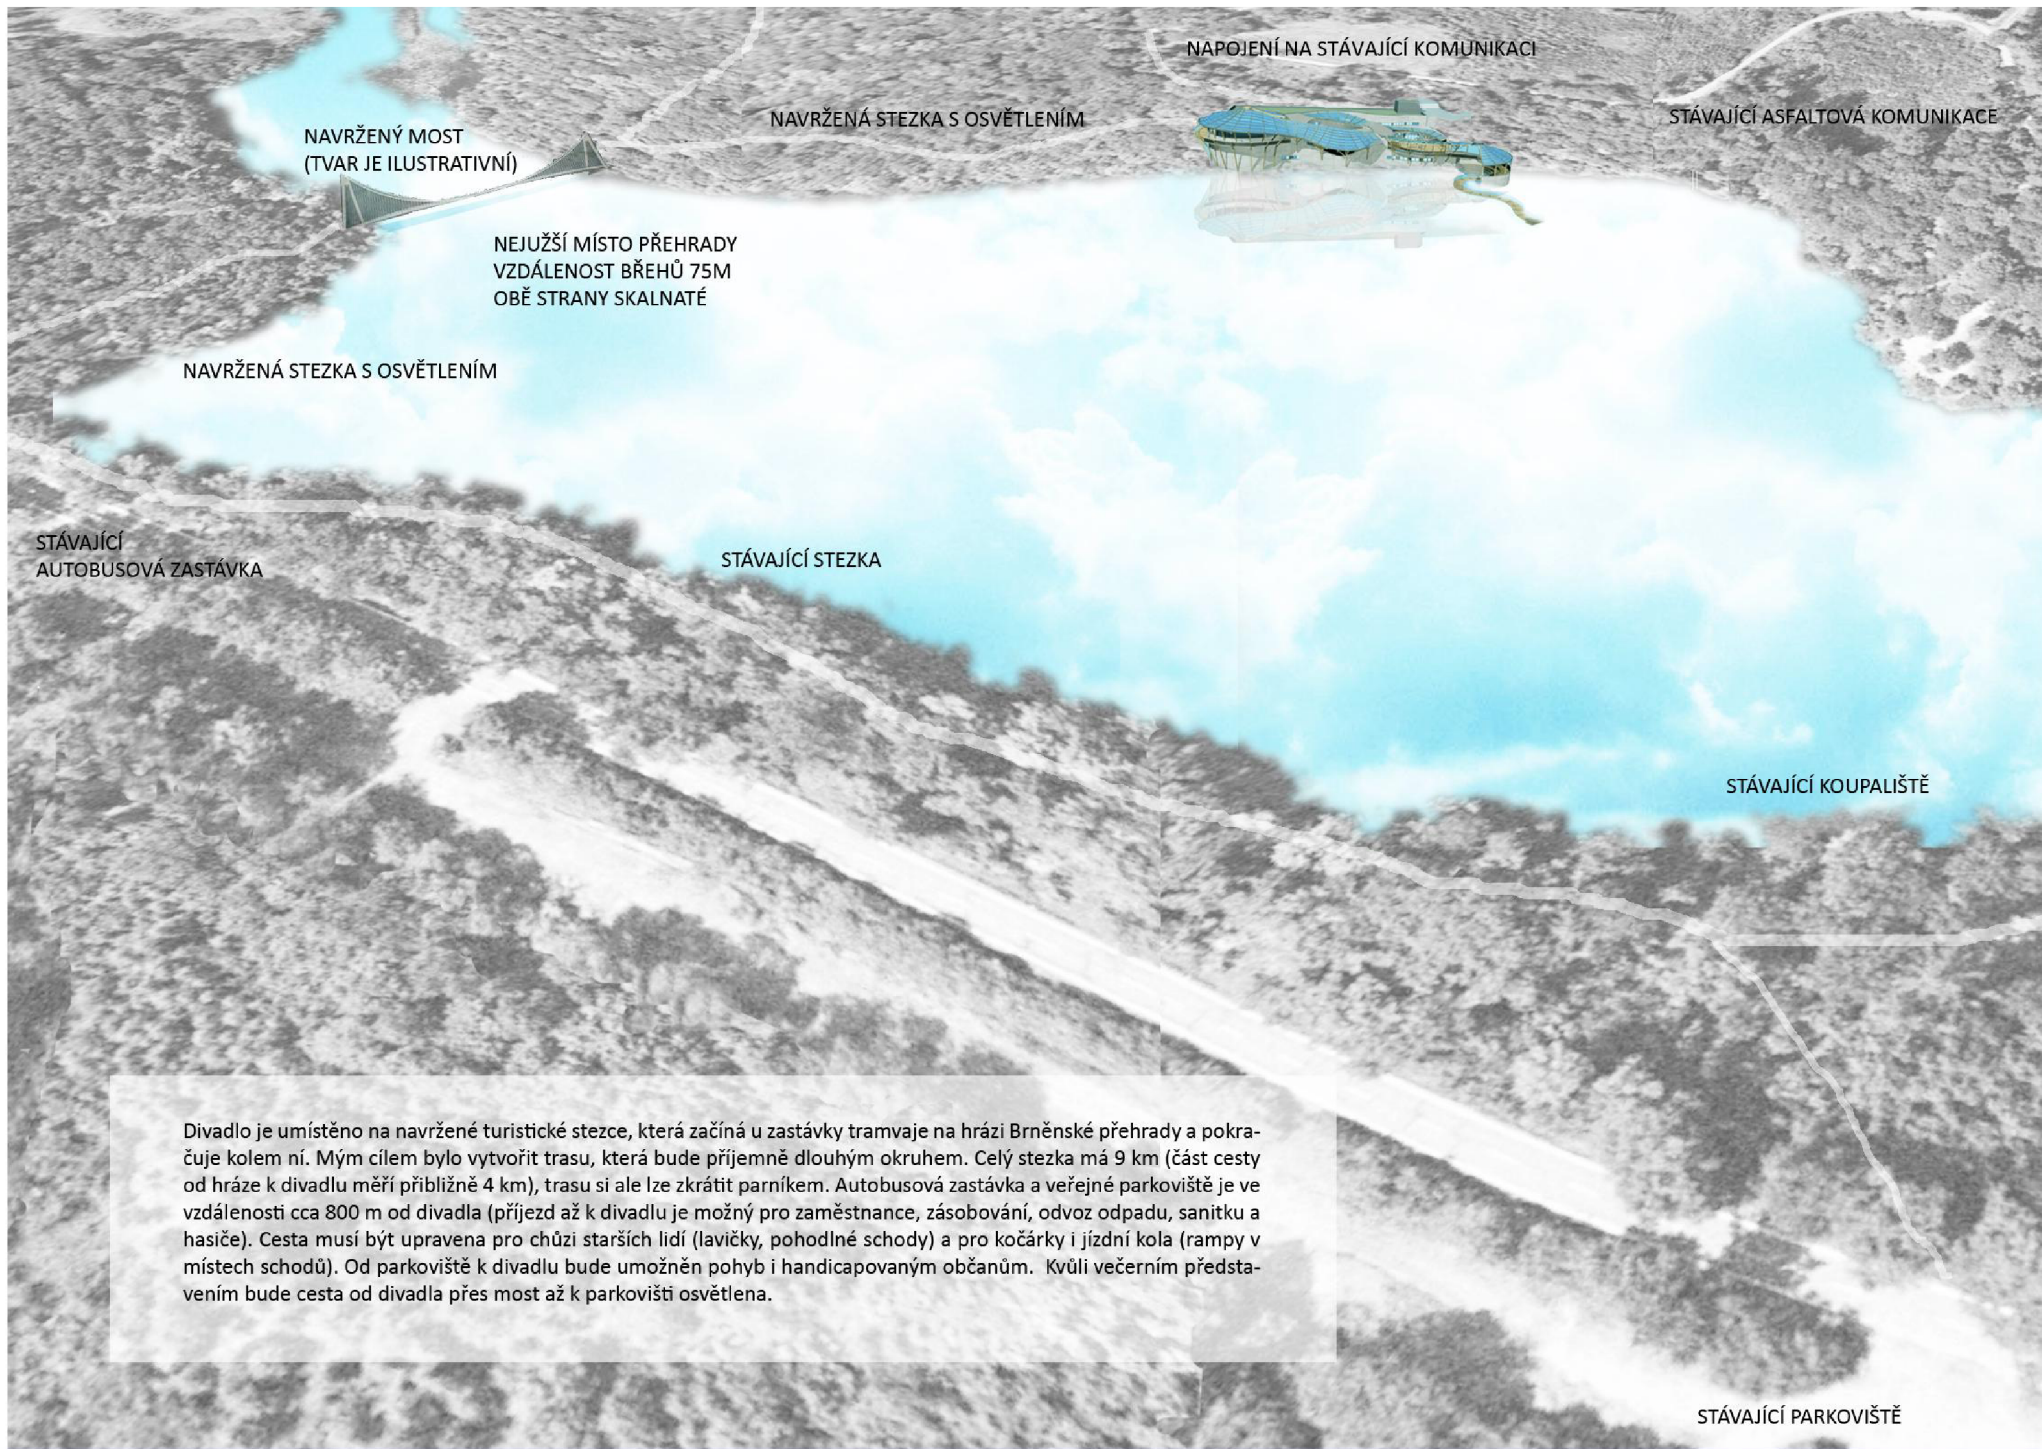 NAPOJENÍ NA STÁVAJÍCÍ KOMUNIKACI
NAVRŽENÁ STEZKA S OSVĚTLENÍM
STÁVAJÍCÍ ASFALTOVÁ KOMUNIKACE
NAVRŽENÝ MOST
(TVAR JE ILUSTRATIVNÍ)
NEJUŽŠÍ MÍSTO PŘEHRADY
VZDÁLENOST BŘEHŮ 75M
OBĚ STRANY SKALNATÉ
NAVRŽENÁ STEZKA S OSVĚTLENÍM
STÁVAJÍCÍ
AUTOBUSOVÁ ZASTÁVKA
STÁVAJÍCÍ STEZKA
STÁVAJÍCÍ KOUPALIŠTĚ
Divadlo je umístěno na navržené turistické stezce, která začíná u zastávky tramvaje na hrázi Brněnské přehrady a pokra-
čuje kolem ní. Mým cílem bylo vytvořit trasu, která bude příjemně dlouhým okruhem. Celý stezka má 9 km (část cesty
od hráze k divadlu měří přibližně 4 km), trasu si ale lze zkrátit parníkem. Autobusová zastávka a veřejné parkoviště je ve
vzdálenosti cca 800 m od divadla (příjezd až k divadlu je možný pro zaměstnance, zásobování, odvoz odpadu, sanitku a
hasiče). Cesta musí být upravena pro chůzi starších lidí (lavičky, pohodlné schody) a pro kočárky i jízdní kola (rampy v
místech schodů). Od parkoviště k divadlu bude umožněn pohyb i handicapovaným občanům. Kvůli večerním předsta-
vením bude cesta od divadla přes most až k parkovišti osvětlena.
STÁVAJÍCÍ PARKOVIŠTĚ